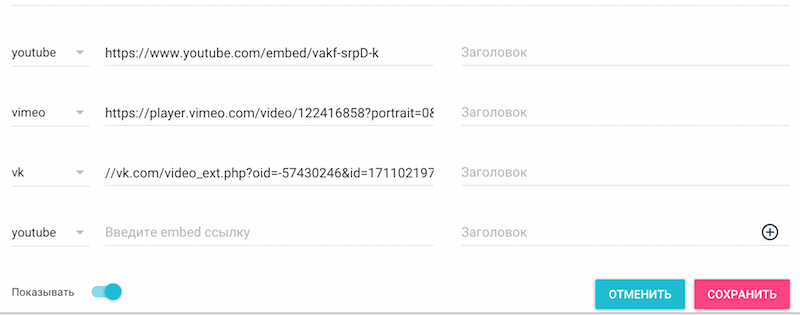 youtube https://www.youtube.com/embed/vakf-srpD-k Заголовок
vimeo https://player.vimeo.com/video/122416858?portrait=0& Заголовок
vk //vk.com/video_ext.php?oid=-57430246&id=171102197 Заголовок
youtube Введите embed ссылку Заголовок
Показывать ОТМЕНИТЬ СОХРАНИТЬ